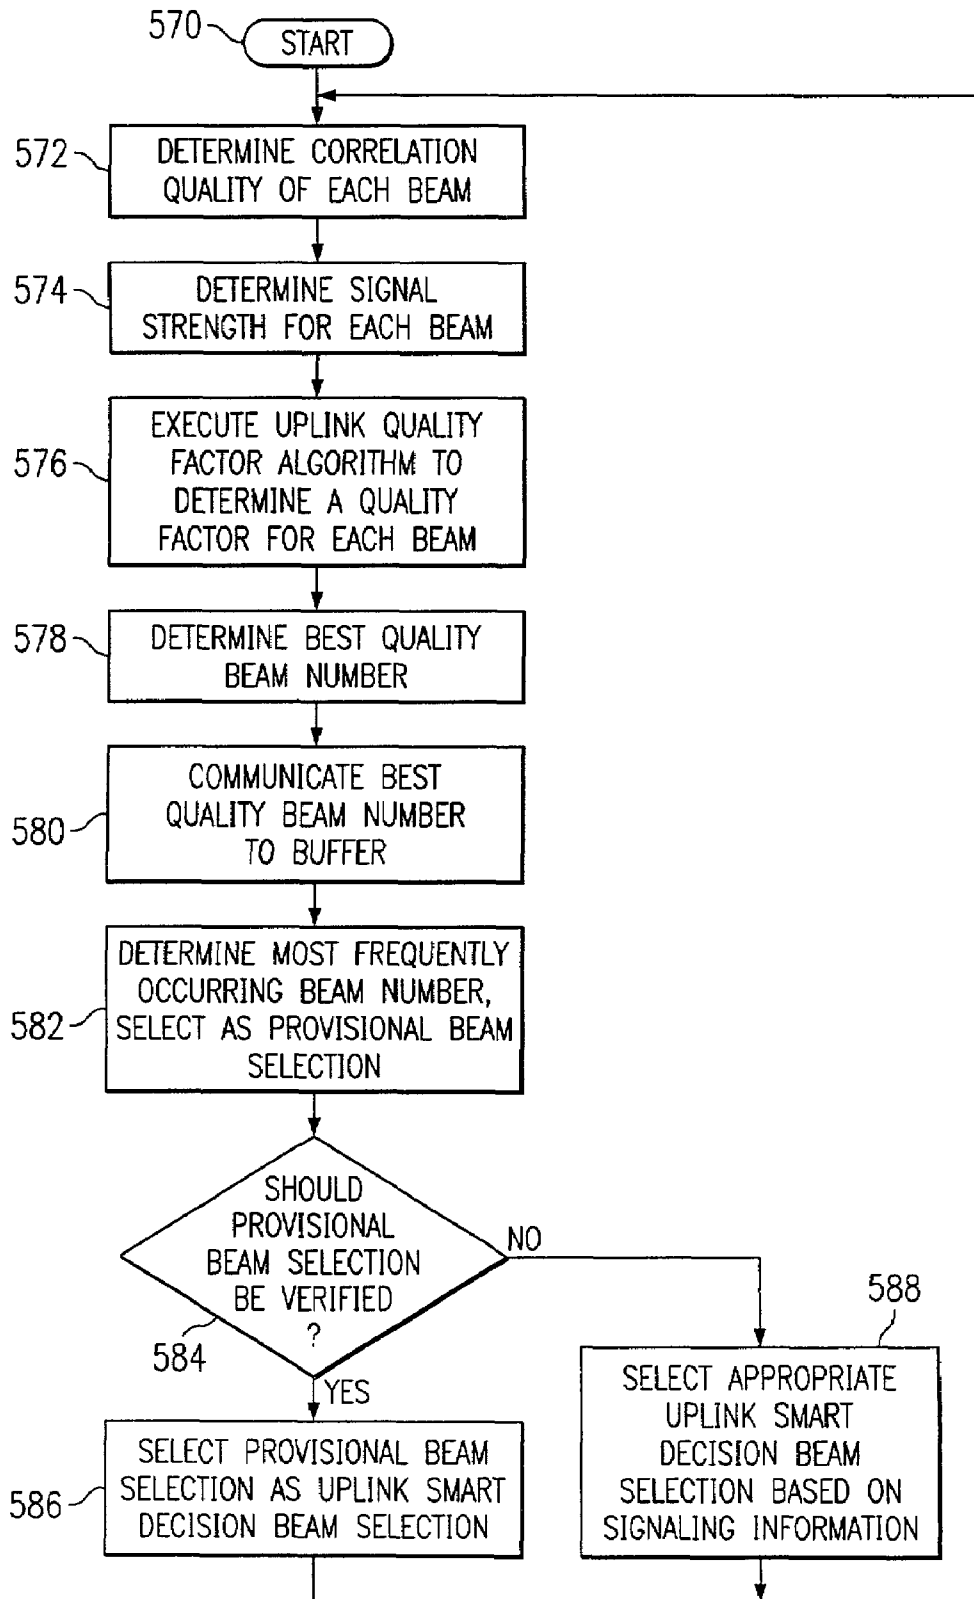 570
START
572
DETERMINE CORRELATION
QUALITY OF EACH BEAM
574
DETERMINE SIGNAL
STRENGTH FOR EACH BEAM
576
EXECUTE UPLINK QUALITY
FACTOR ALGORITHM TO
DETERMINE A QUALITY
FACTOR FOR EACH BEAM
578
DETERMINE BEST QUALITY
BEAM NUMBER
580
COMMUNICATE BEST
QUALITY BEAM NUMBER
TO BUFFER
582
DETERMINE MOST FREQUENTLY
OCCURRING BEAM NUMBER,
SELECT AS PROVISIONAL BEAM
SELECTION
SHOULD
PROVISIONAL
BEAM SELECTION
BE VERIFIED
?
584
NO
YES
586
SELECT PROVISIONAL BEAM
SELECTION AS UPLINK SMART
DECISION BEAM SELECTION
588
SELECT APPROPRIATE
UPLINK SMART
DECISION BEAM
SELECTION BASED ON
SIGNALING INFORMATION